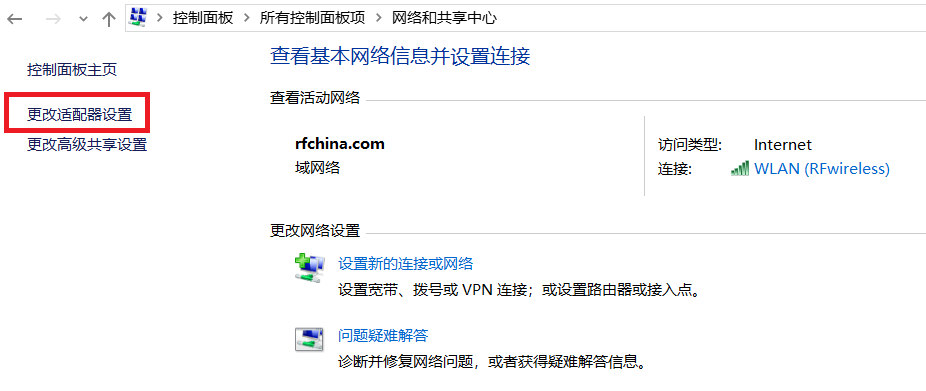 控制面板 > 所有控制面板项 > 网络和共享中心
控制面板主页
更改适配器设置
更改高级共享设置
查看基本网络信息并设置连接
查看活动网络
rfchina.com
域网络
访问类型: Internet
连接: WLAN (RFwireless)
更改网络设置
设置新的连接或网络
设置宽带、拨号或 VPN 连接；或设置路由器或接入点。
问题疑难解答
诊断并修复网络问题，或者获得疑难解答信息。